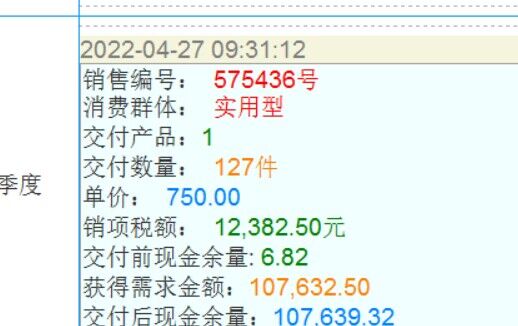 2022-04-27 09:31:12
销售编号： 575436号
消费群体： 实用型
交付产品：1
交付数量： 127件
季度
单价： 750.00
销项税额： 12,382.50元
交付前现金余量: 6.82
获得需求金额：107,632.50
交付后现金余量：107,639.32